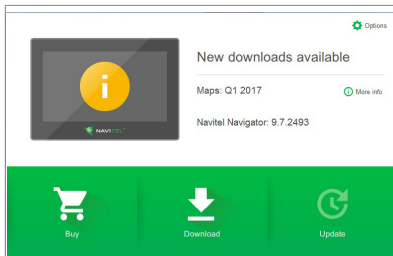 Options
New downloads available
Maps: Q1 2017
More info
NAVITEL
Navitel Navigator: 9.7.2493
Buy
Download
Update